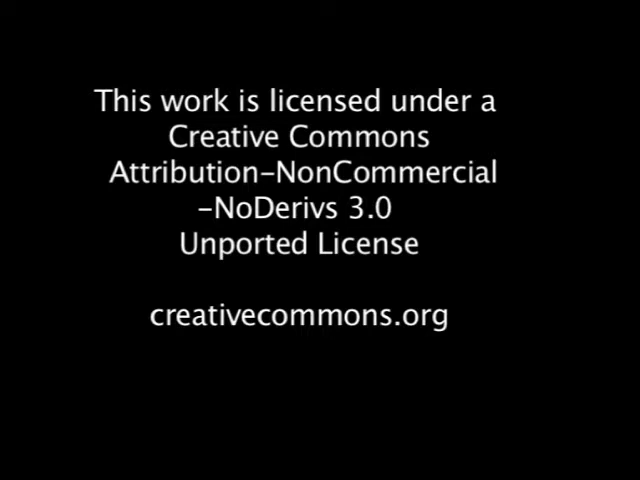 This work is licensed under a
Creative Commons
Attribution-NonCommercial
-NoDerivs 3.0
Unported License
creativecommons.org